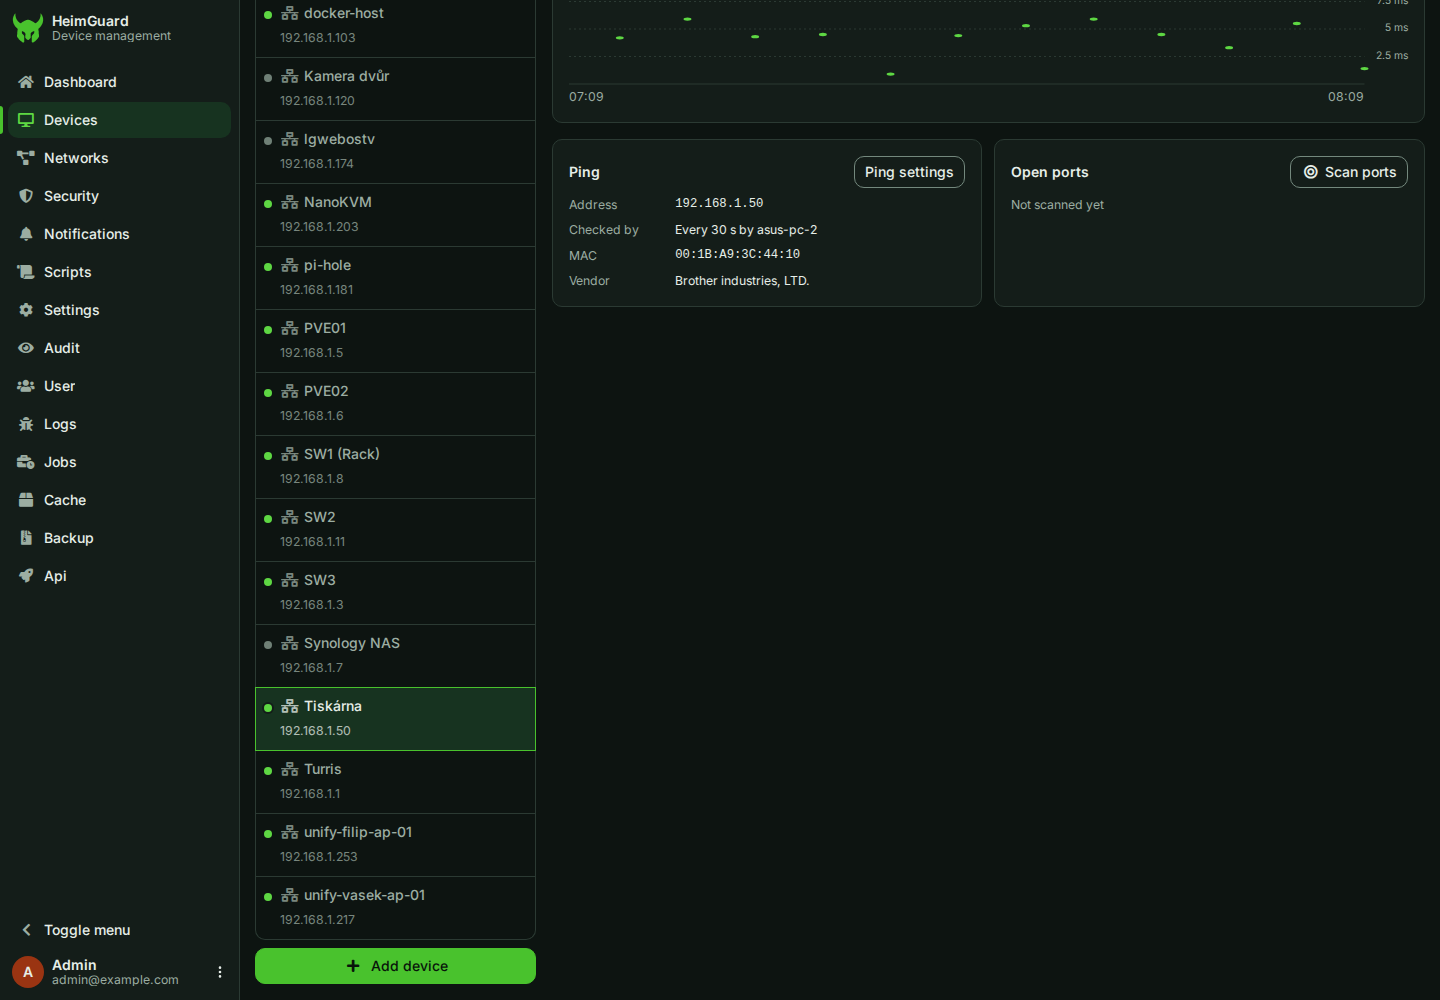 HeimGuard
Device management
Dashboard
Devices
Networks
Security
Notifications
Scripts
Settings
Audit
User
Logs
Jobs
Cache
Backup
Api
Toggle menu
A
Admin
admin@example.com
docker-host
192.168.1.103
Kamera dvůr
192.168.1.120
lgwebostv
192.168.1.174
NanoKVM
192.168.1.203
pi-hole
192.168.1.181
PVE01
192.168.1.5
PVE02
192.168.1.6
SW1 (Rack)
192.168.1.8
SW2
192.168.1.11
SW3
192.168.1.3
Synology NAS
192.168.1.7
Tiskárna
192.168.1.50
Turris
192.168.1.1
unify-filip-ap-01
192.168.1.253
unify-vasek-ap-01
192.168.1.217
Add device
7.5 ms
5 ms
2.5 ms
07:09 08:09
Ping Ping settings
Address 192.168.1.50
Checked by Every 30 s by asus-pc-2
MAC 00:1B:A9:3C:44:10
Vendor Brother industries, LTD.
Open ports Scan ports
Not scanned yet